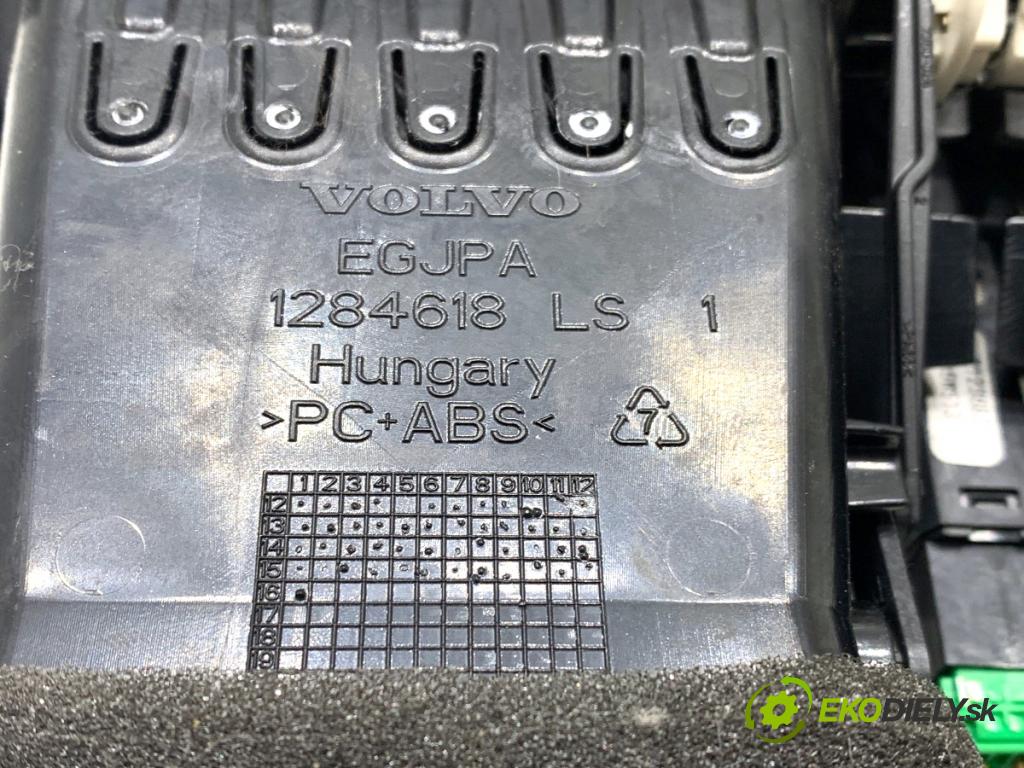 VOLVO
EGJPA
1284618 LS 1
Hungary
>PC+ABS< 7
1 2 3 4 5 6 7 8 9 10 11 12
12
13
14
15
16
17
18
19
EKODIELY.sk